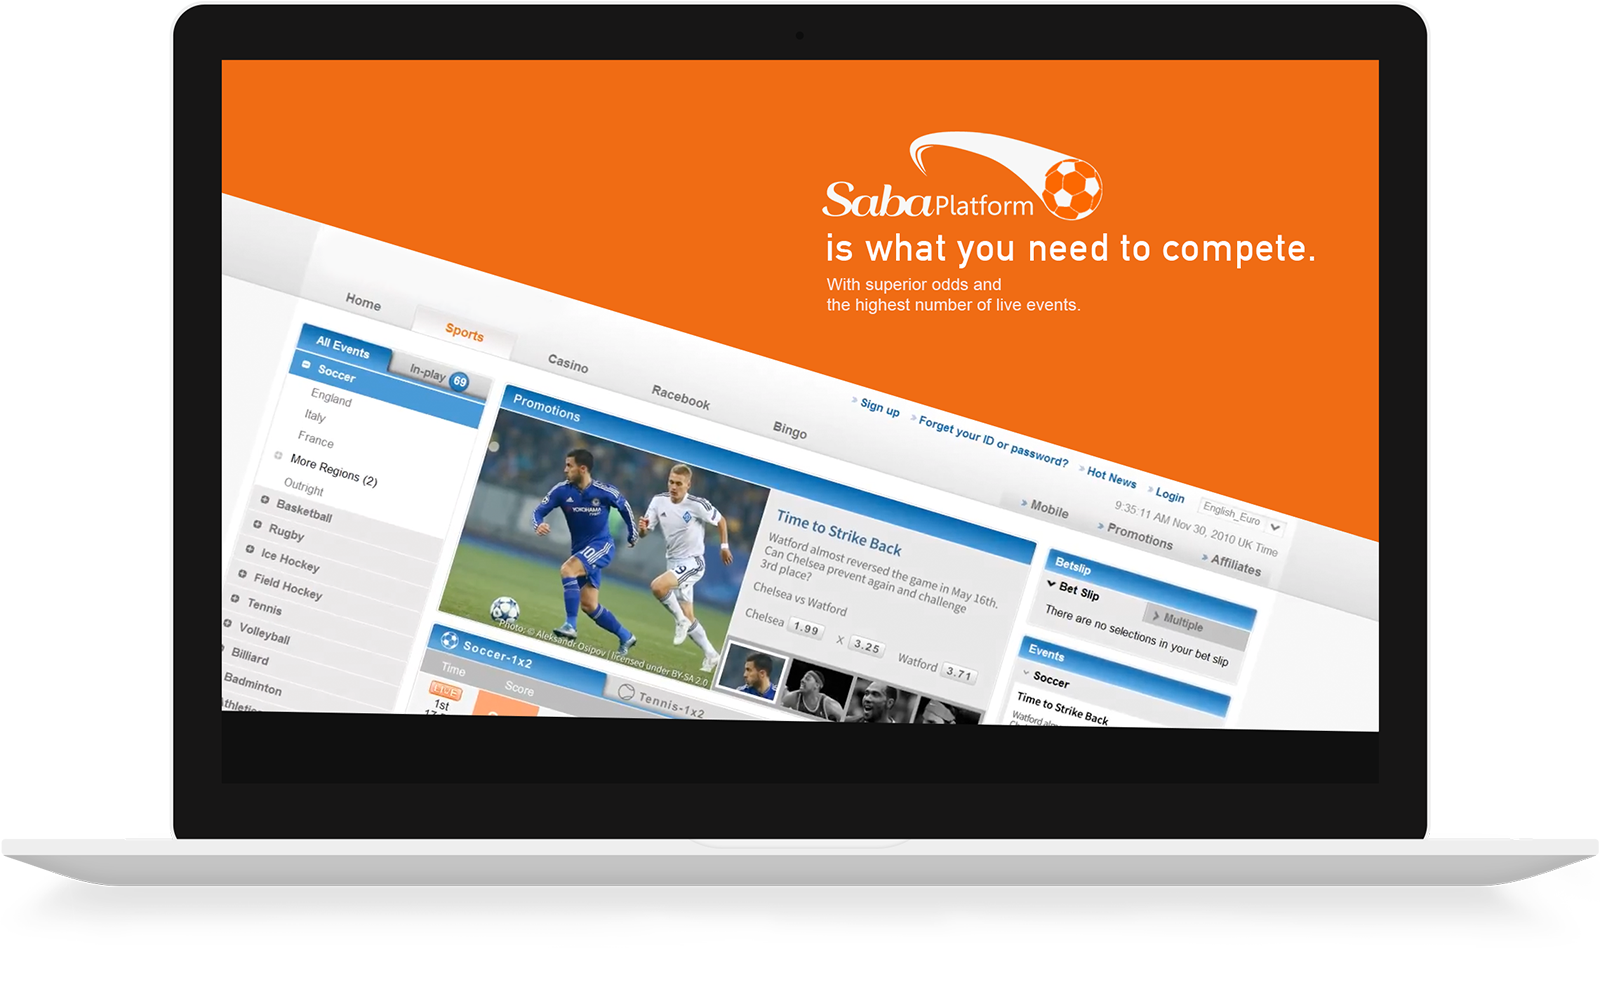 Saba Platform
is what you need to compete.
With superior odds and
the highest number of live events.
Home
Sports
Casino
Racebook
Bingo
Sign up
Forget your ID or password?
Hot News
Login
English_Euro
9:35:11 AM Nov 30, 2010 UK Time
Mobile
Promotions
Affiliates
All Events
In-play 69
Soccer
England
Italy
France
More Regions (2)
Outright
Basketball
Rugby
Ice Hockey
Field Hockey
Tennis
Volleyball
Billiard
Badminton
Promotions
YOKOHAMA
10
Photo: © Aleksandr Osipov | licensed under BY-SA 2.0
Time to Strike Back
Watford almost reversed the game in May 16th,
Can Chelsea prevent again and challenge
3rd place?
Chelsea vs Watford
Chelsea 1.99 X 3.25 Watford 3.71
Soccer-1x2
Tennis-1x2
Time
Score
LIVE
1st
Betslip
Bet Slip
Multiple
There are no selections in your bet slip
Events
Soccer
Time to Strike Back